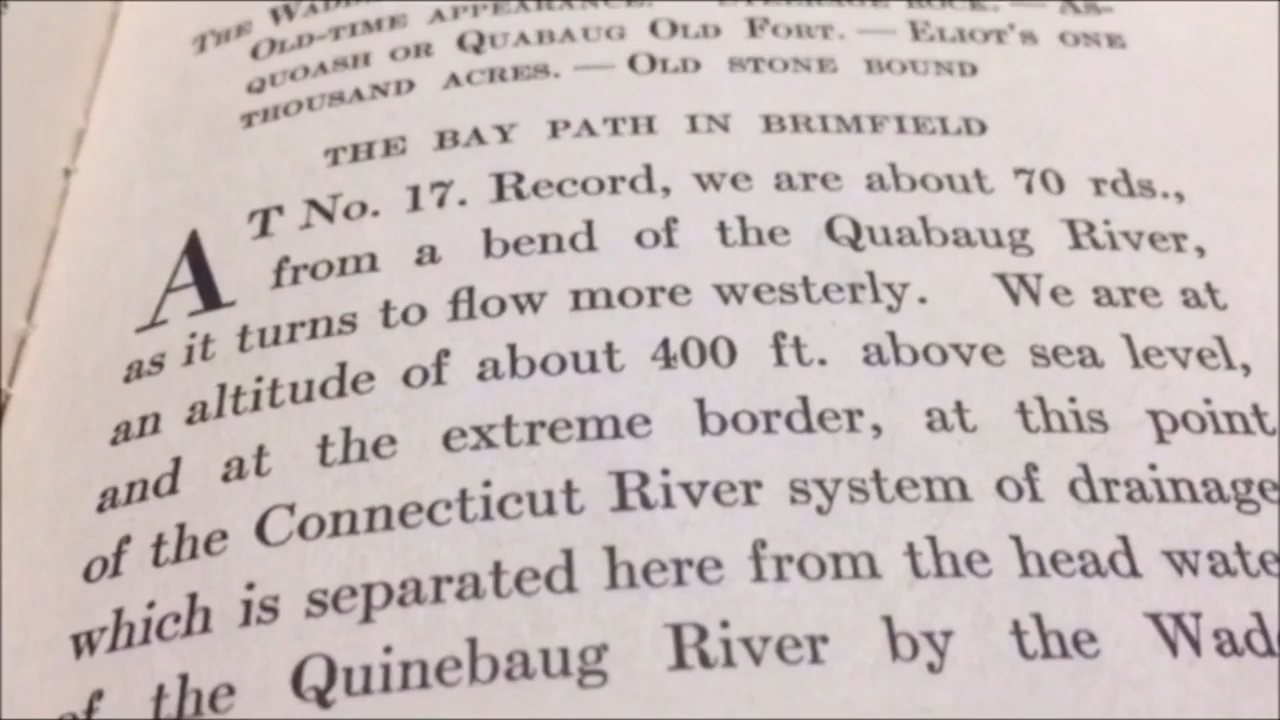 THE
OLD-TIME APPEARANCE. — ROCK. — AS-
QUOASH OR QUABAUG OLD FORT. — ELIOT'S ONE
THOUSAND ACRES. — OLD STONE BOUND
THE BAY PATH IN BRIMFIELD
AT No. 17. Record, we are about 70 rds.,
from a bend of the Quabaug River,
as it turns to flow more westerly. We are at
an altitude of about 400 ft. above sea level,
and at the extreme border, at this point
of the Connecticut River system of drainage
which is separated here from the head wate
of the Quinebaug River by the Wad